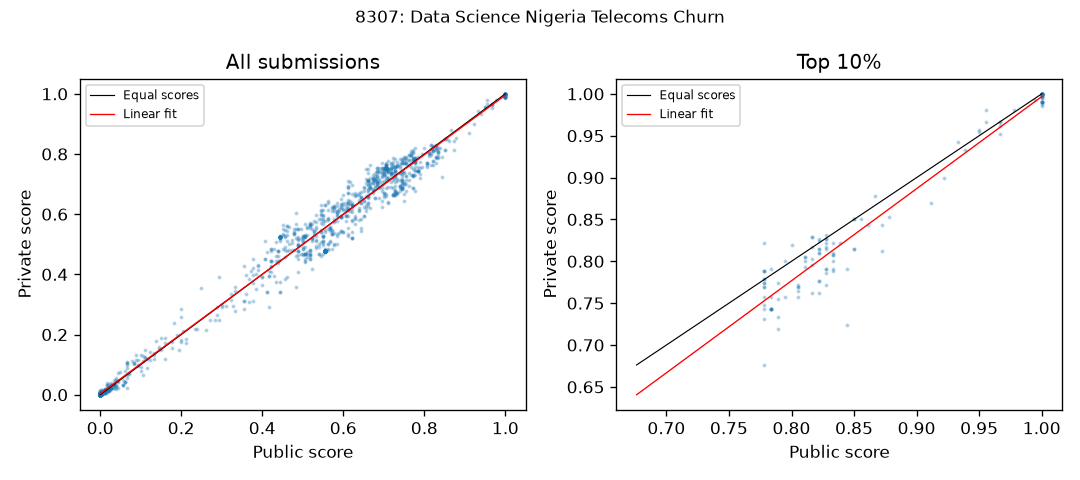 8307: Data Science Nigeria Telecoms Churn
All submissions
Equal scores
Linear fit
1.0
0.8
0.6
0.4
0.2
0.0
Private score
0.0 0.2 0.4 0.6 0.8 1.0
Public score
Top 10%
Equal scores
Linear fit
1.00
0.95
0.90
0.85
0.80
0.75
0.70
0.65
Private score
0.70 0.75 0.80 0.85 0.90 0.95 1.00
Public score